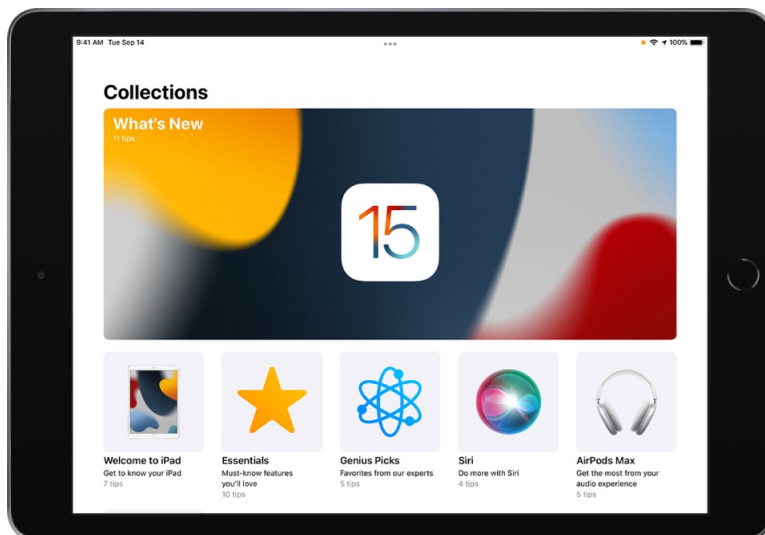 9:41 AM Tue Sep 14
100%
Collections
What's New
11 tips
15
Welcome to iPad
Get to know your iPad
7 tips
Essentials
Must-know features
you'll love
10 tips
Genius Picks
Favorites from our experts
5 tips
Siri
Do more with Siri
4 tips
AirPods Max
Get the most from your
audio experience
5 tips